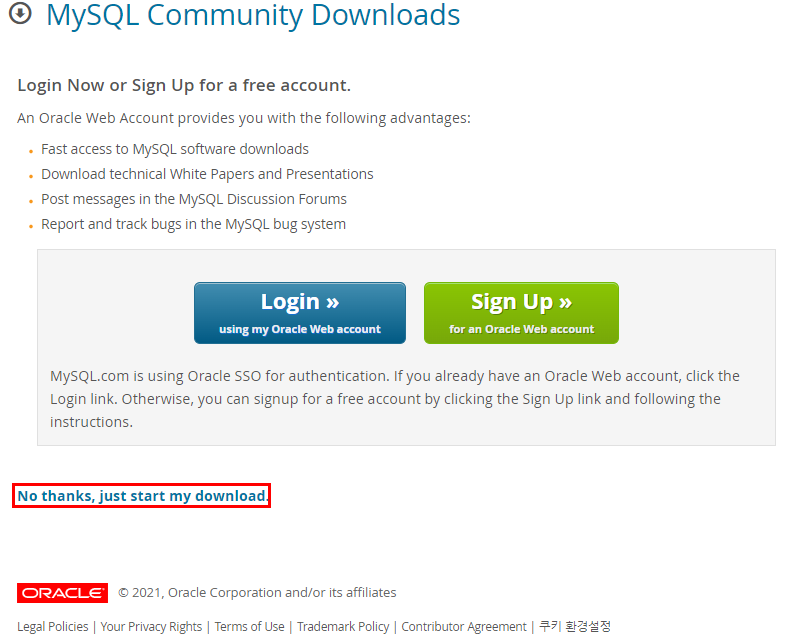 MySQL Community Downloads
Login Now or Sign Up for a free account.
An Oracle Web Account provides you with the following advantages:
Fast access to MySQL software downloads
Download technical White Papers and Presentations
Post messages in the MySQL Discussion Forums
Report and track bugs in the MySQL bug system
Login »
using my Oracle Web account
Sign Up »
for an Oracle Web account
MySQL.com is using Oracle SSO for authentication. If you already have an Oracle Web account, click the
Login link. Otherwise, you can signup for a free account by clicking the Sign Up link and following the
instructions.
No thanks, just start my download.
ORACLE © 2021, Oracle Corporation and/or its affiliates
Legal Policies | Your Privacy Rights | Terms of Use | Trademark Policy | Contributor Agreement | 쿠키 환경설정